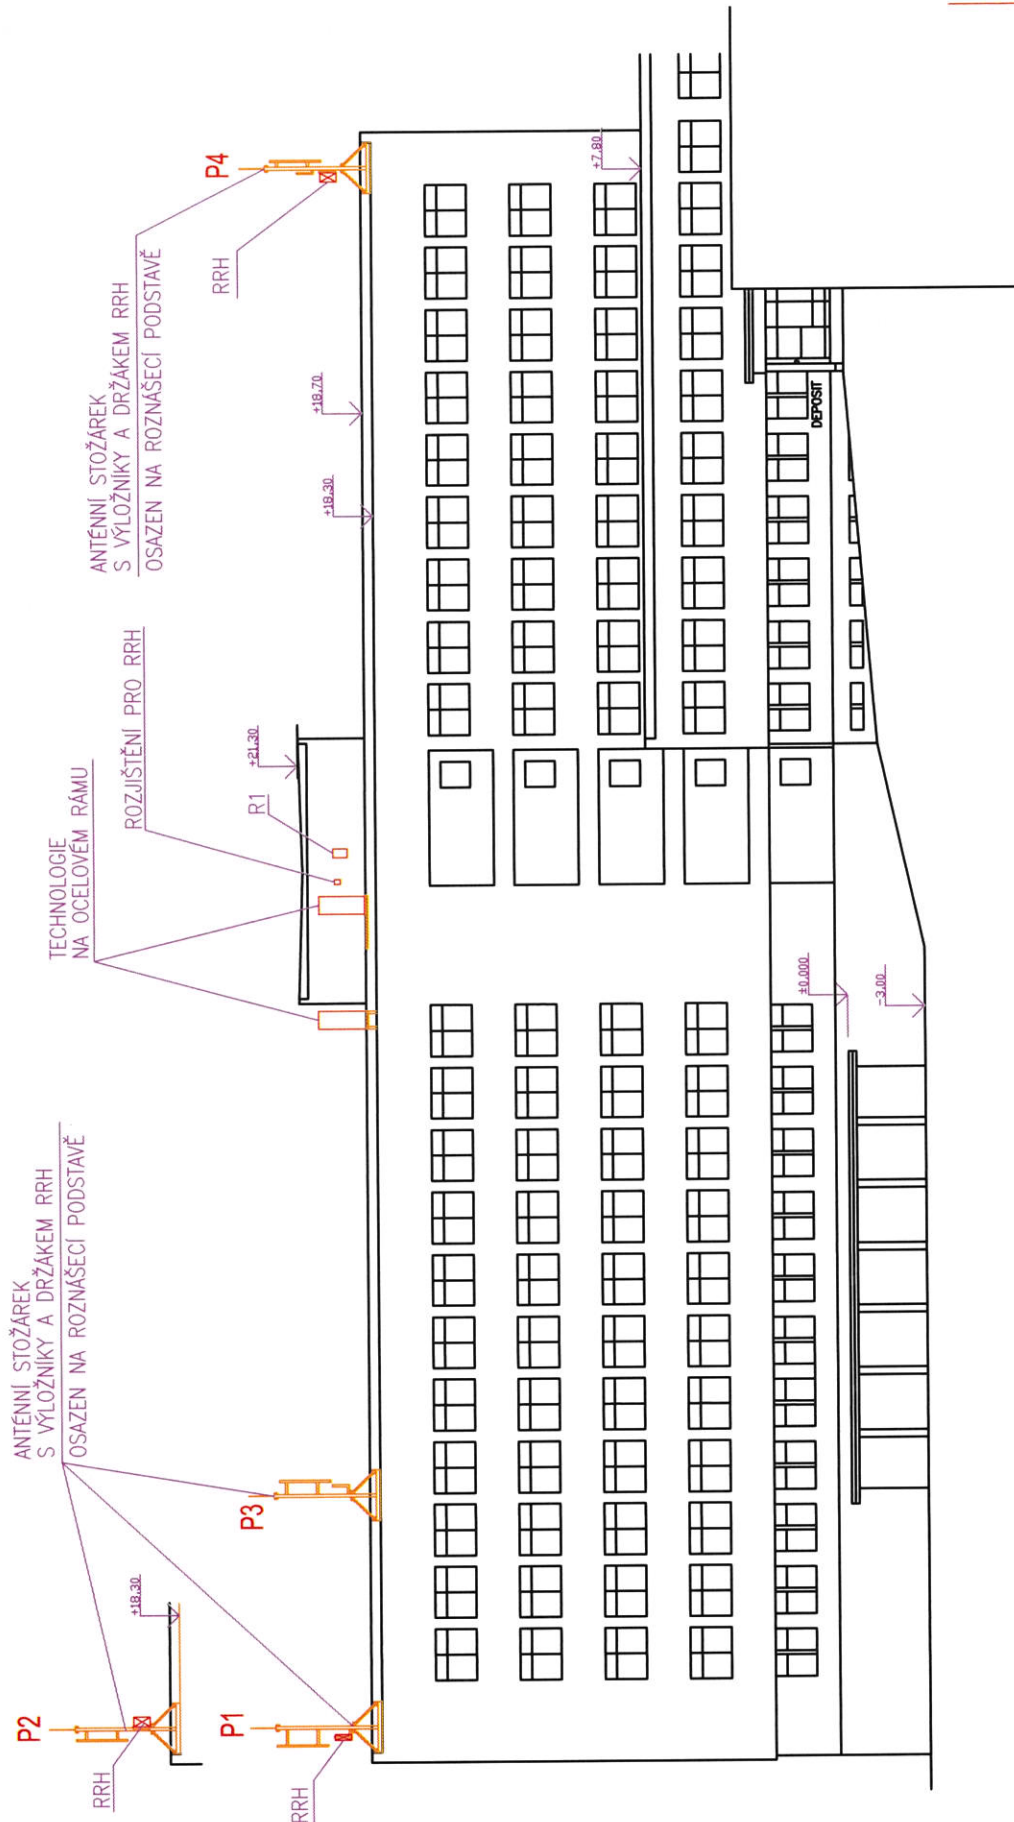 ANTÉNNÍ STOŽÁREK
S VÝLOŽNÍKY A DRŽÁKEM RRH
OSAZEN NA ROZNÁŠECÍ PODSTAVĚ
P2
RRH
+18.30
P1
RRH
P3
TECHNOLOGIE
NA OCELOVÉM RÁMU
ROZJIŠTĚNÍ PRO RRH
R1
+21.30
ANTÉNNÍ STOŽÁREK
S VÝLOŽNÍKY A DRŽÁKEM RRH
OSAZEN NA ROZNÁŠECÍ PODSTAVĚ
P4
RRH
+18.30
+18.70
+7.80
DEPOSIT
±0.000
-3.00